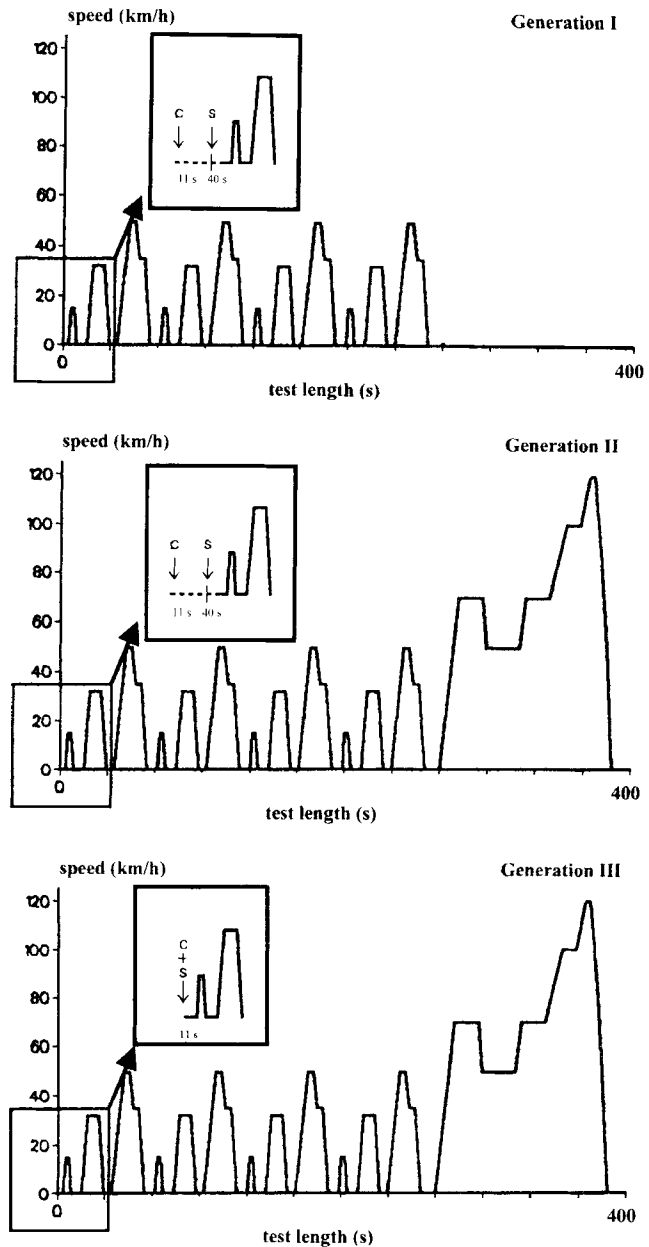 speed (km/h)
Generation I
120
100
80
60
40
20
0
C S
11 s 40 s
0
400
test length (s)
speed (km/h)
Generation II
120
100
80
60
40
20
0
C S
11 s 40 s
0
400
test length (s)
speed (km/h)
Generation III
120
100
80
60
40
20
0
C
+
S
11 s
0
400
test length (s)